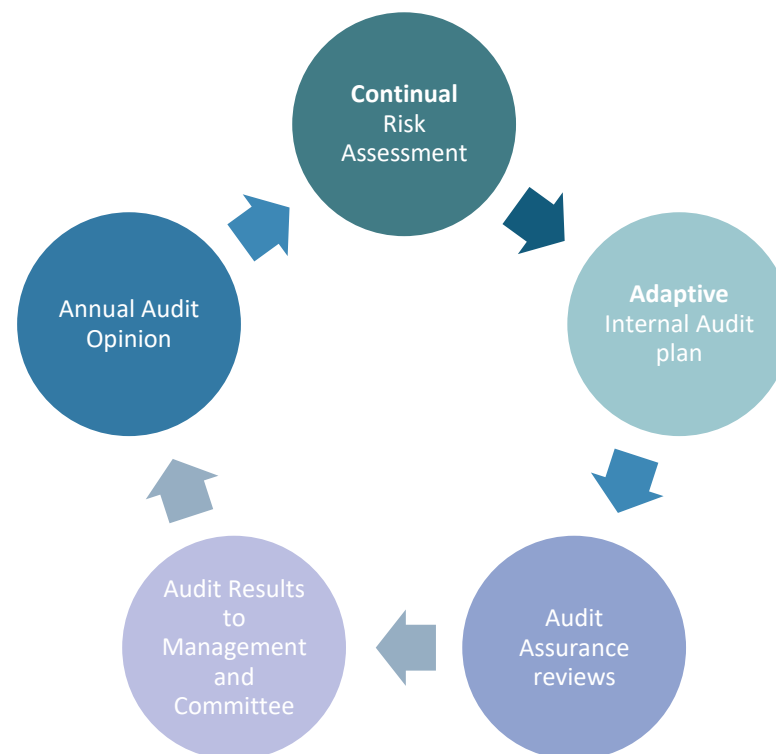 Continual
Risk
Assessment
Adaptive
Internal Audit
plan
Audit
Assurance
reviews
Audit Results
to
Management
and
Committee
Annual Audit
Opinion